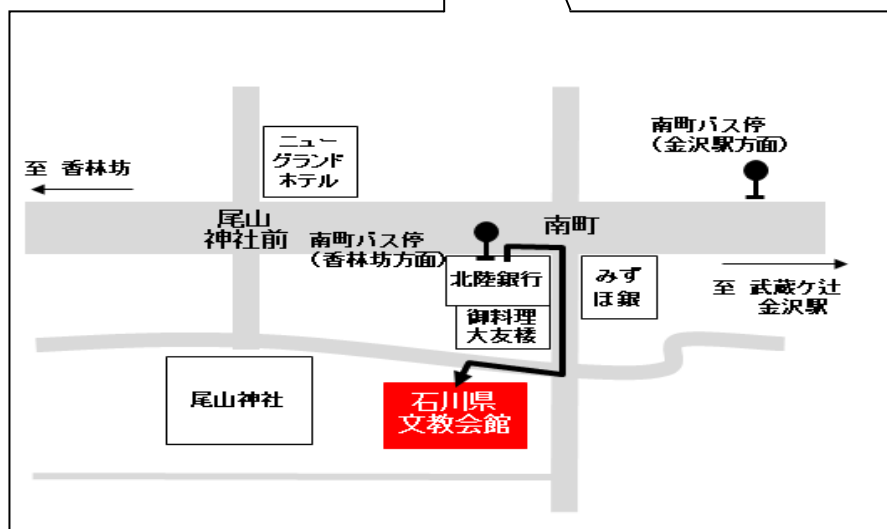 ニュー
グランド
ホテル
南町バス停
(金沢駅方面)
至 香林坊
尾山
神社前
南町バス停
(香林坊方面)
南町
北陸銀行
みず
ほ銀
至 武蔵ケ辻
金沢駅
御料理
大友楼
尾山神社
石川県
文教会館